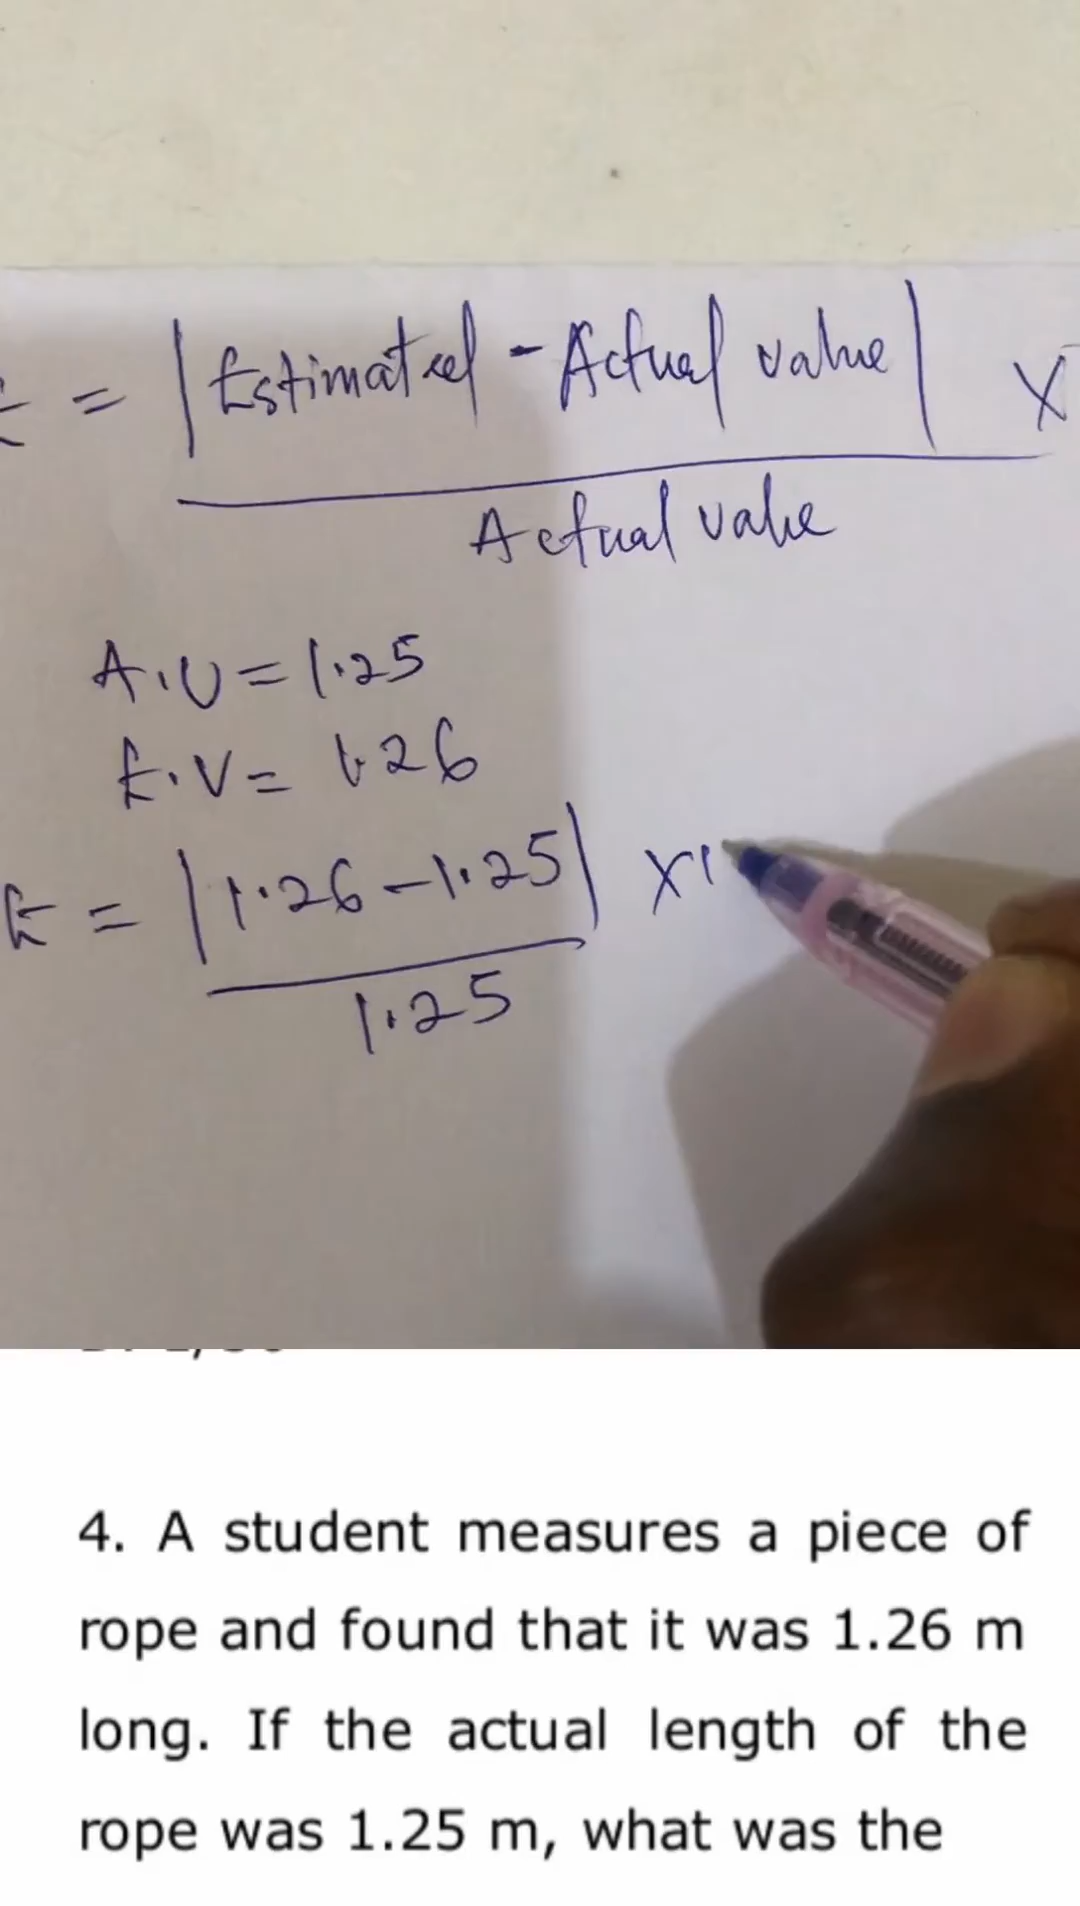 E = | Estimated - Actual value | X
Actual value
A.V = 1.25
E.V = 1.26
E = | 1.26 - 1.25 | X1
1.25
4. A student measures a piece of
rope and found that it was 1.26 m
long. If the actual length of the
rope was 1.25 m, what was the